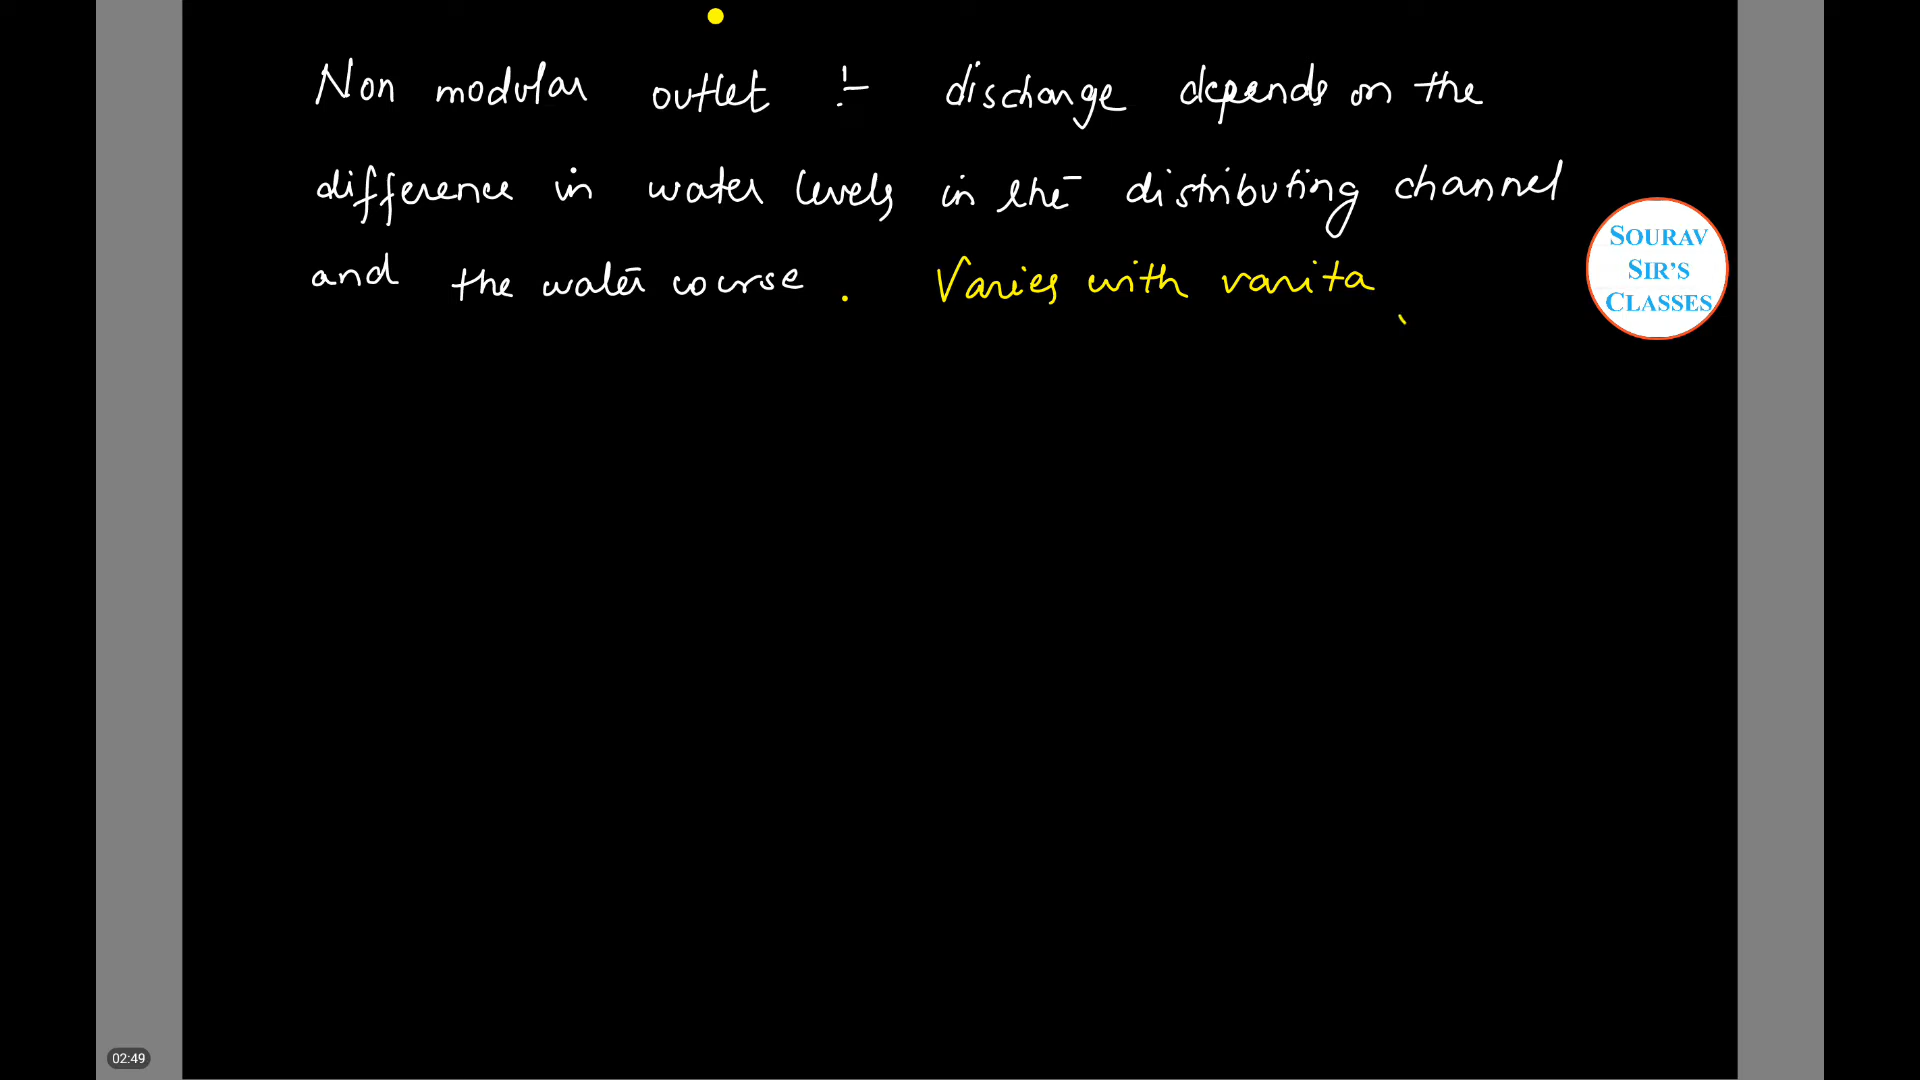 Non modular outlet :- discharge depends on the
difference in water levels in the distributing channel
and the water course . Varies with varita
SOURAV
SIR'S
CLASSES
02:49